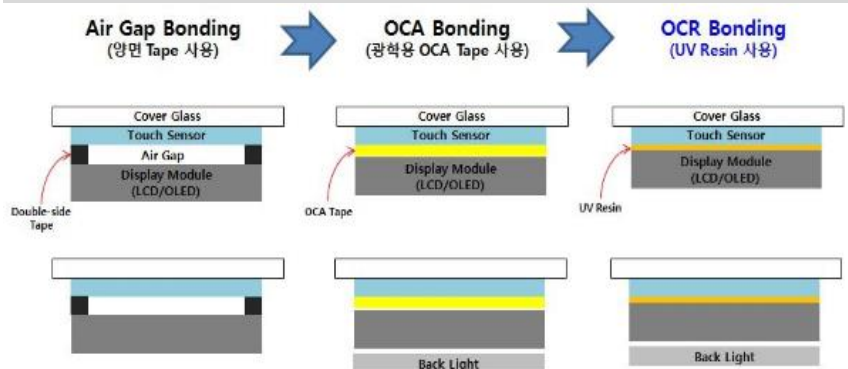 Air Gap Bonding
(양면 Tape 사용)
OCA Bonding
(광학용 OCA Tape 사용)
OCR Bonding
(UV Resin 사용)
Cover Glass
Touch Sensor
Air Gap
Display Module
(LCD/OLED)
Double-side
Tape
Cover Glass
Touch Sensor
Display Module
(LCD/OLED)
OCA Tape
Cover Glass
Touch Sensor
Display Module
(LCD/OLED)
UV Resin
Back Light
Back Light